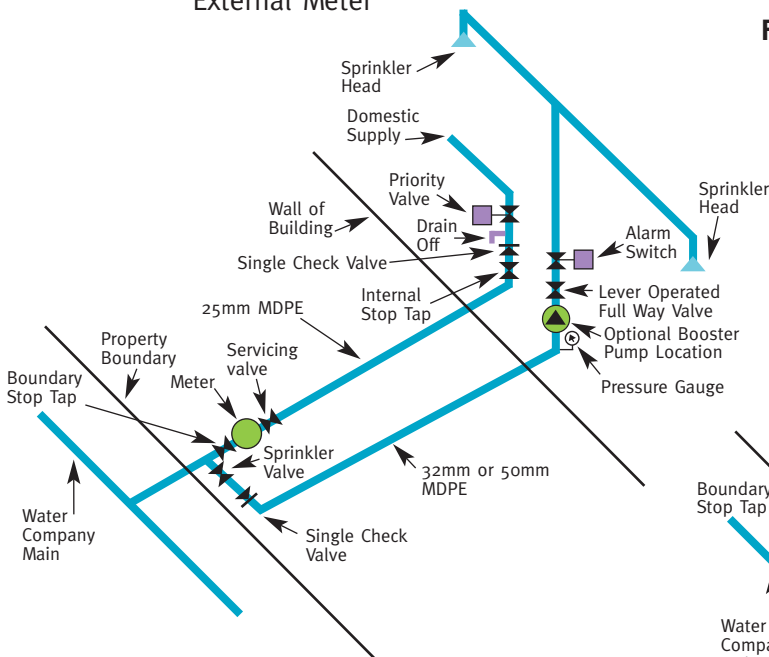 External Meter
F
Sprinkler
Head
Domestic
Supply
Priority
Valve
Sprinkler
Head
Wall of
Building
Drain
Off
Alarm
Switch
Single Check Valve
Internal
Stop Tap
Lever Operated
Full Way Valve
25mm MDPE
Optional Booster
Pump Location
Property
Boundary
Servicing
valve
Pressure Gauge
Boundary
Stop Tap
Meter
Sprinkler
Valve
32mm or 50mm
MDPE
Boundary
Stop Tap
Water
Company
Main
Single Check
Valve
Water
Compa